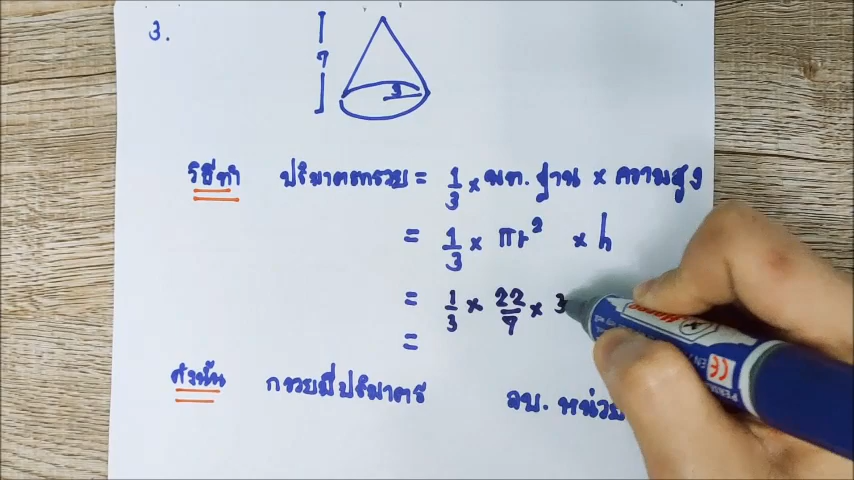 3.
7
3
วิธีทำ ปริมาตรกรวย = 1/3 × พท. ฐาน × ความสูง
= 1/3 × πr² × h
= 1/3 × 22/7 × 3
=
ดังนั้น กรวยมีปริมาตร ลบ. หน่วย